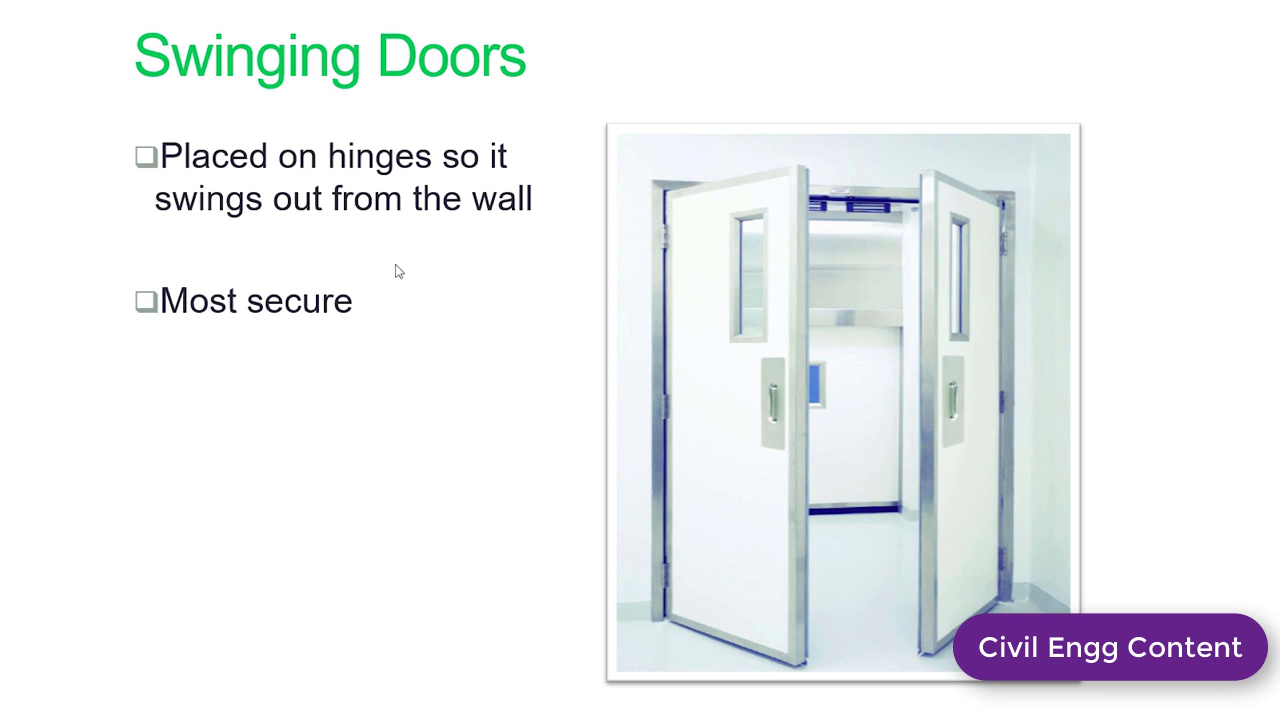 Swinging Doors
❑Placed on hinges so it
swings out from the wall
❑Most secure
Civil Engg Content